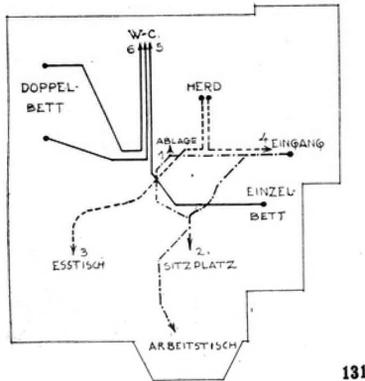 W-C.
6 5
DOPPEL-
BETT
HERD
ABLAGE
1
4
EINGANG
EINZEL-
BETT
3
ESSTISCH
2.
SITZPLATZ
ARBEITSTISCH
131